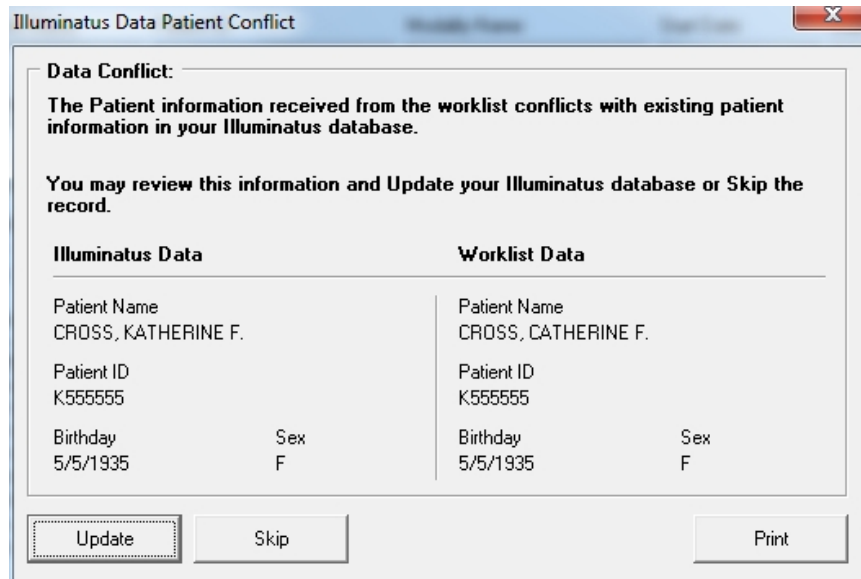 Illuminatus Data Patient Conflict
Data Conflict:
The Patient information received from the worklist conflicts with existing patient
information in your Illuminatus database.
You may review this information and Update your Illuminatus database or Skip the
record.
Illuminatus Data
Worklist Data
Patient Name
CROSS, KATHERINE F.
Patient ID
K555555
Birthday Sex
5/5/1935 F
Patient Name
CROSS, CATHERINE F.
Patient ID
K555555
Birthday Sex
5/5/1935 F
Update Skip Print